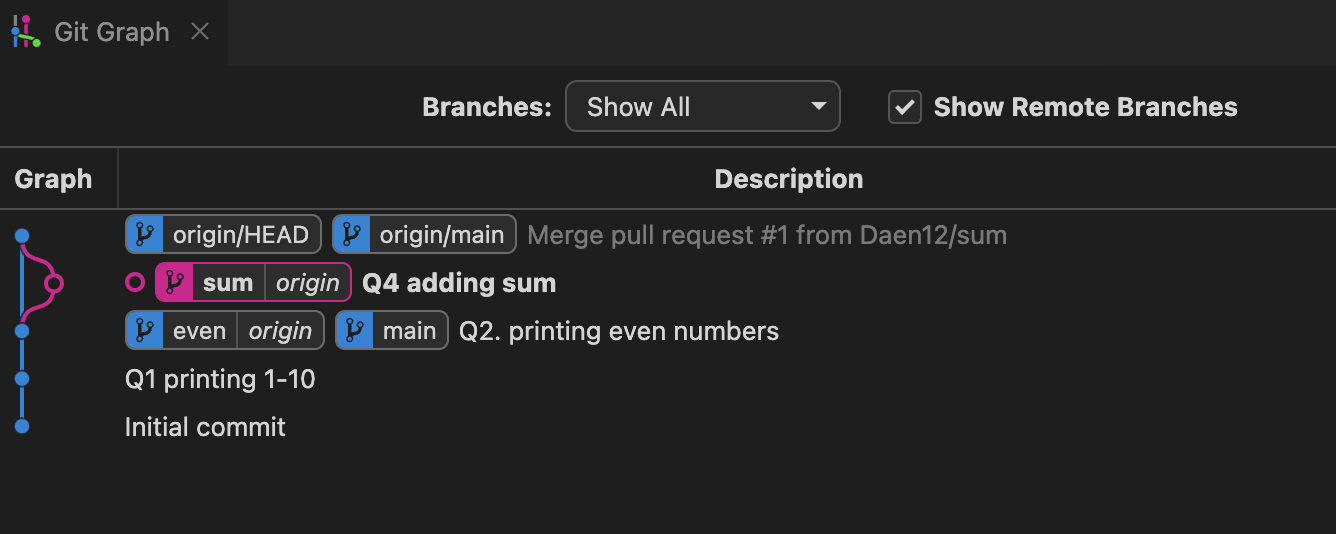 Git Graph
Branches: Show All Show Remote Branches
Graph Description
origin/HEAD origin/main Merge pull request #1 from Daen12/sum
sum origin Q4 adding sum
even origin main Q2. printing even numbers
Q1 printing 1-10
Initial commit